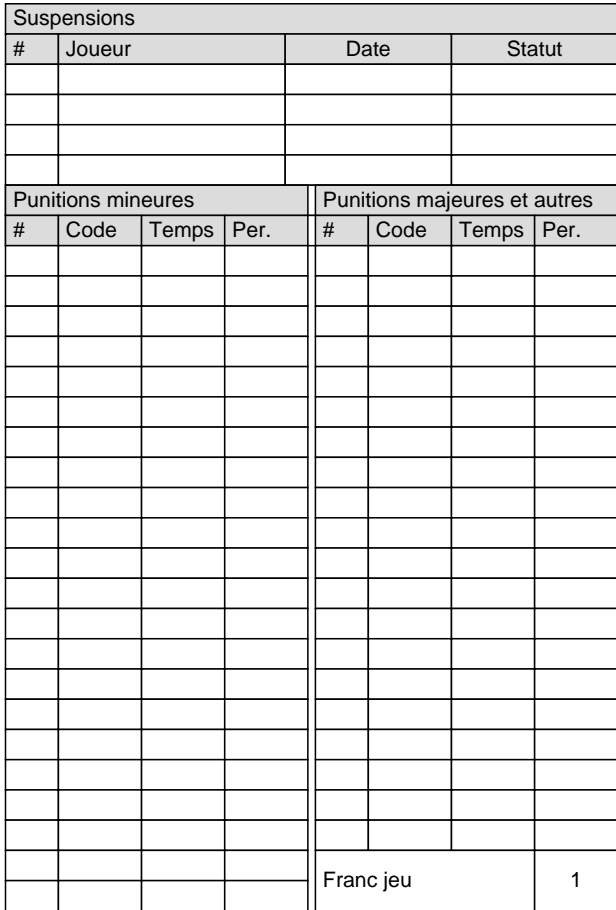 Suspensions
# Joueur Date Statut
Punitions mineures Punitions majeures et autres
# Code Temps Per. # Code Temps Per.
Franc jeu 1